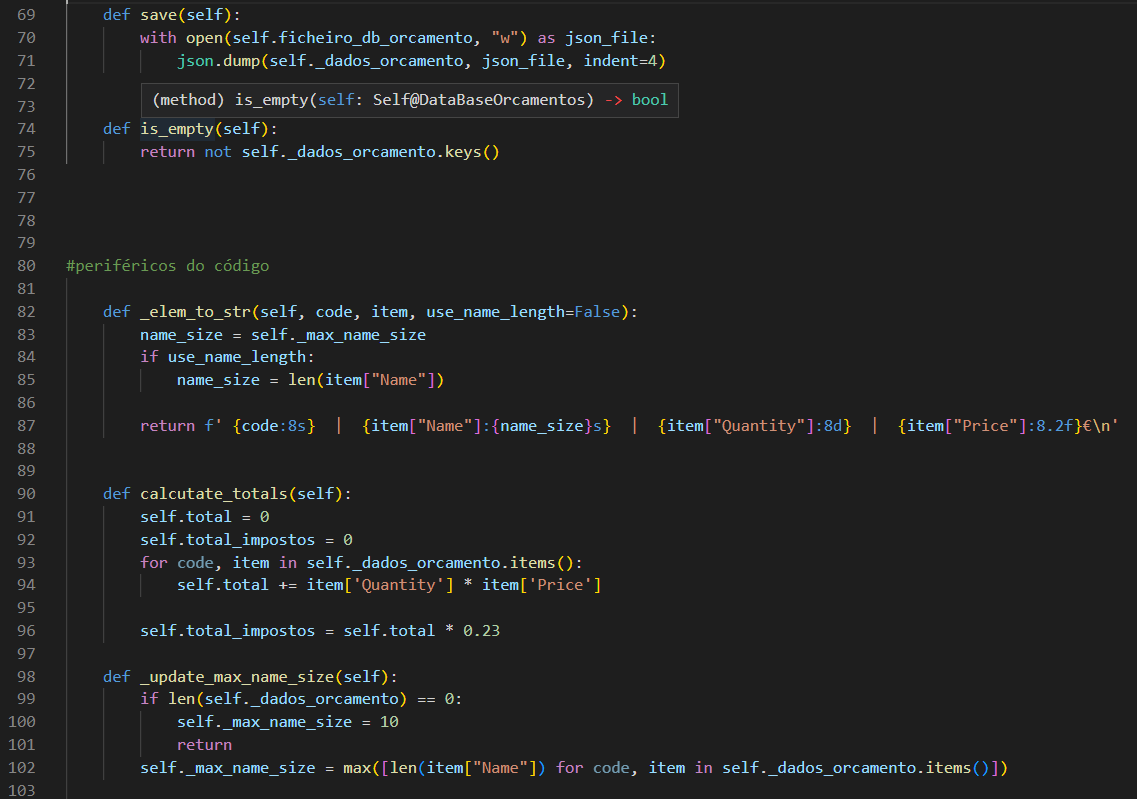 69 def save(self):
70 with open(self.ficheiro_db_orcamento, "w") as json_file:
71 json.dump(self._dados_orcamento, json_file, indent=4)
72
73 (method) is_empty(self: Self@DataBaseOrcamentos) -> bool
74 def is_empty(self):
75 return not self._dados_orcamento.keys()
76
77
78
79
80 #periféricos do código
81
82 def _elem_to_str(self, code, item, use_name_length=False):
83 name_size = self._max_name_size
84 if use_name_length:
85 name_size = len(item["Name"])
86
87 return f' {code:8s}  |  {item["Name"]:{name_size}s}  |  {item["Quantity"]:8d}  |  {item["Price"]:8.2f}€\n'
88
89
90 def calcutate_totals(self):
91 self.total = 0
92 self.total_impostos = 0
93 for code, item in self._dados_orcamento.items():
94 self.total += item['Quantity'] * item['Price']
95
96 self.total_impostos = self.total * 0.23
97
98 def _update_max_name_size(self):
99 if len(self._dados_orcamento) == 0:
100 self._max_name_size = 10
101 return
102 self._max_name_size = max([len(item["Name"]) for code, item in self._dados_orcamento.items()])
103